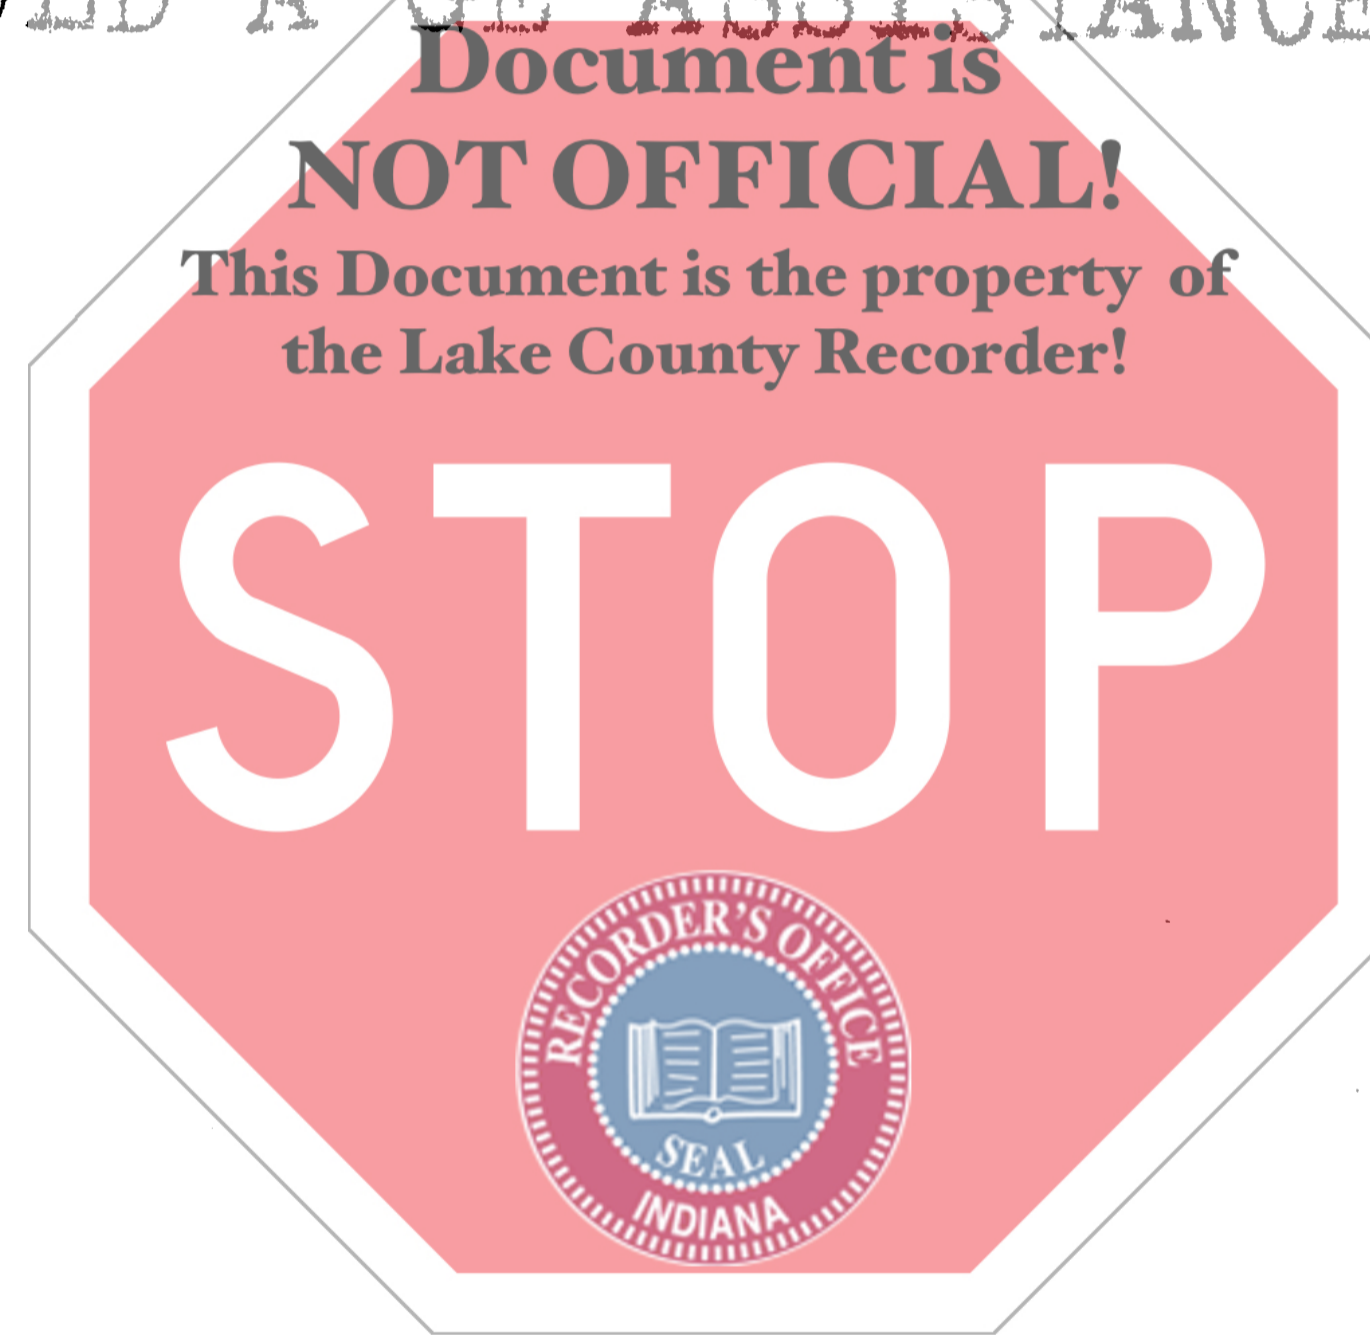 Document is
NOT OFFICIAL!
This Document is the property of
the Lake County Recorder!
STOP
RECORDER'S OFFICE
SEAL
INDIANA